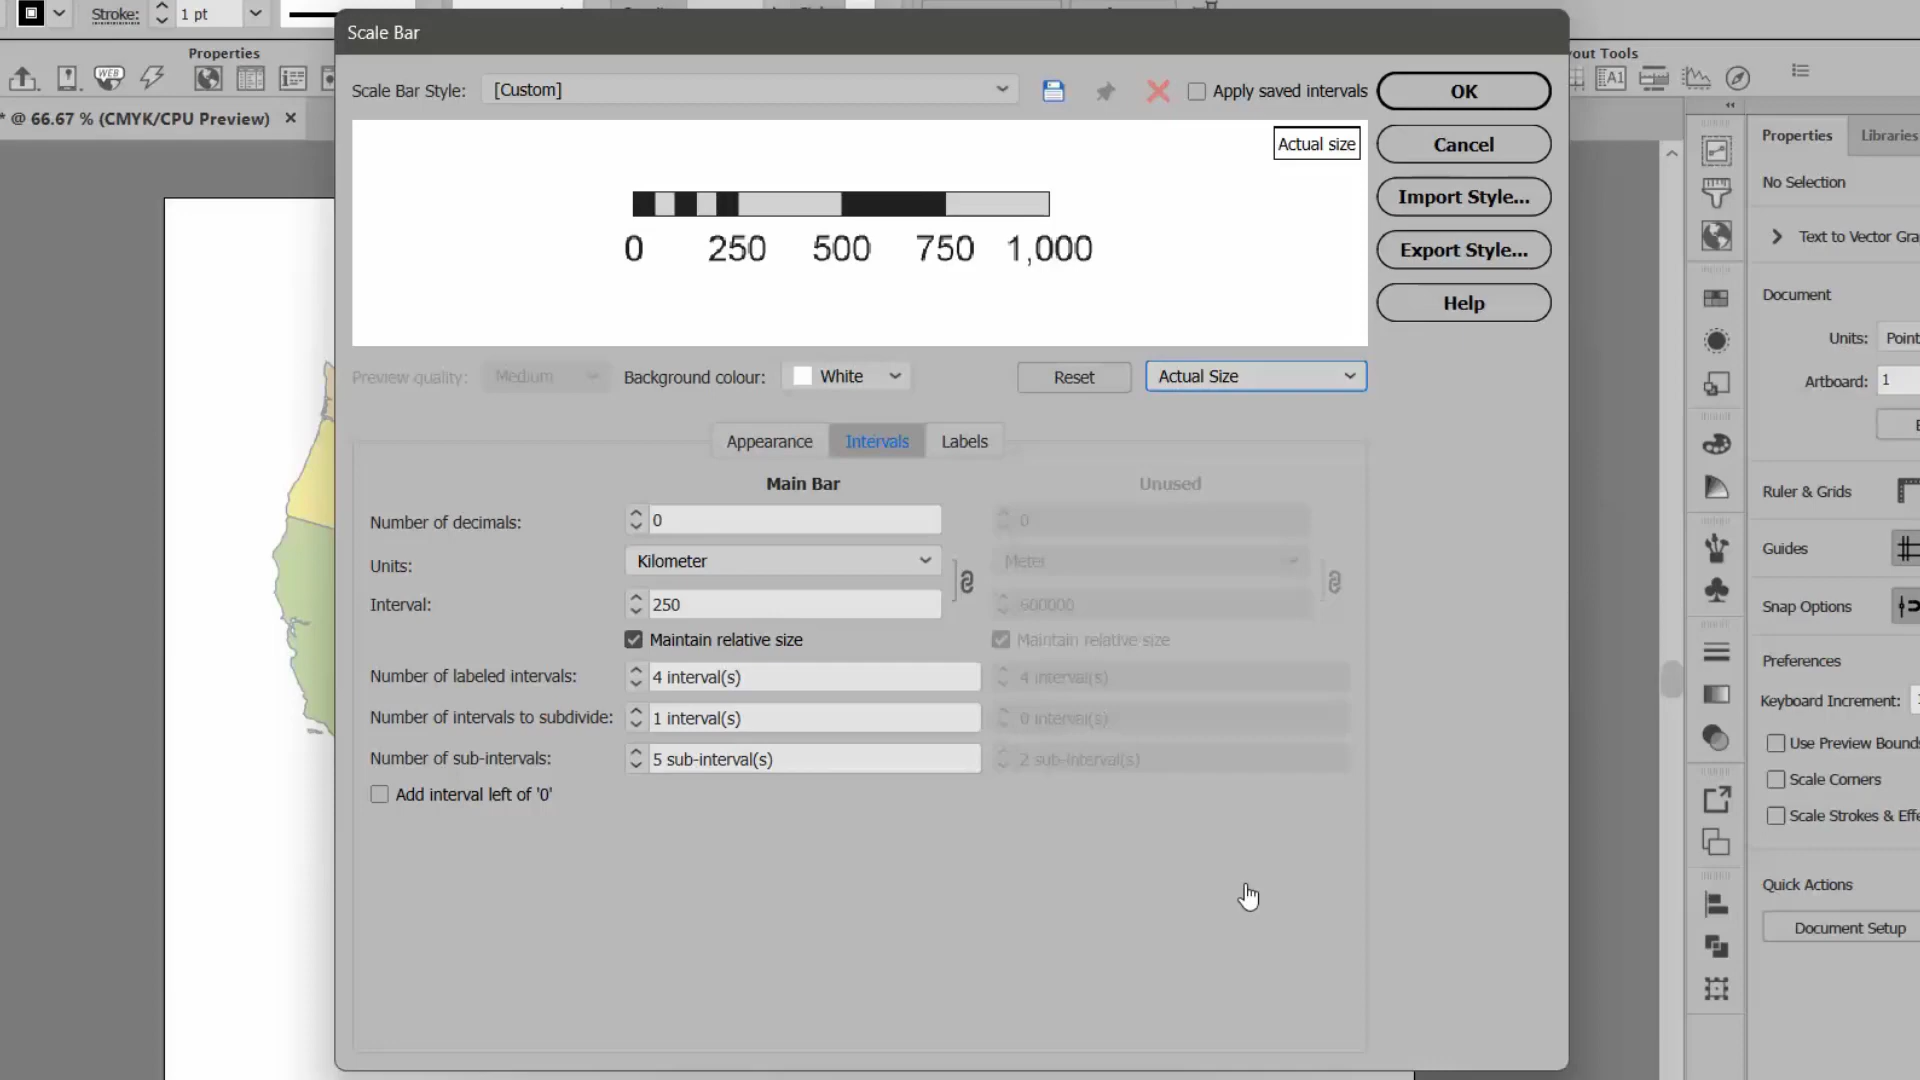 Stroke: 1 pt
Scale Bar
Properties
out Tools
WEB
A1
* @ 66.67 % (CMYK/CPU Preview) ×
Scale Bar Style: [Custom]
Apply saved intervals
OK
Actual size
Cancel
Import Style...
Export Style...
Help
0 250 500 750 1,000
Preview quality: Medium
Background colour: White
Reset
Actual Size
Appearance Intervals Labels
Main Bar Unused
Number of decimals: 0 0
Units: Kilometer Meter
Interval: 250 600000
Maintain relative size Maintain relative size
Number of labeled intervals: 4 interval(s) 4 interval(s)
Number of intervals to subdivide: 1 interval(s) 0 interval(s)
Number of sub-intervals: 5 sub-interval(s) 2 sub-interval(s)
Add interval left of '0'
Properties Libraries
No Selection
Text to Vector Gra
Document
Units: Point
Artboard: 1
Ruler & Grids
Guides
Snap Options
Preferences
Keyboard Increment:
Use Preview Bounds
Scale Corners
Scale Strokes & Effe
Quick Actions
Document Setup